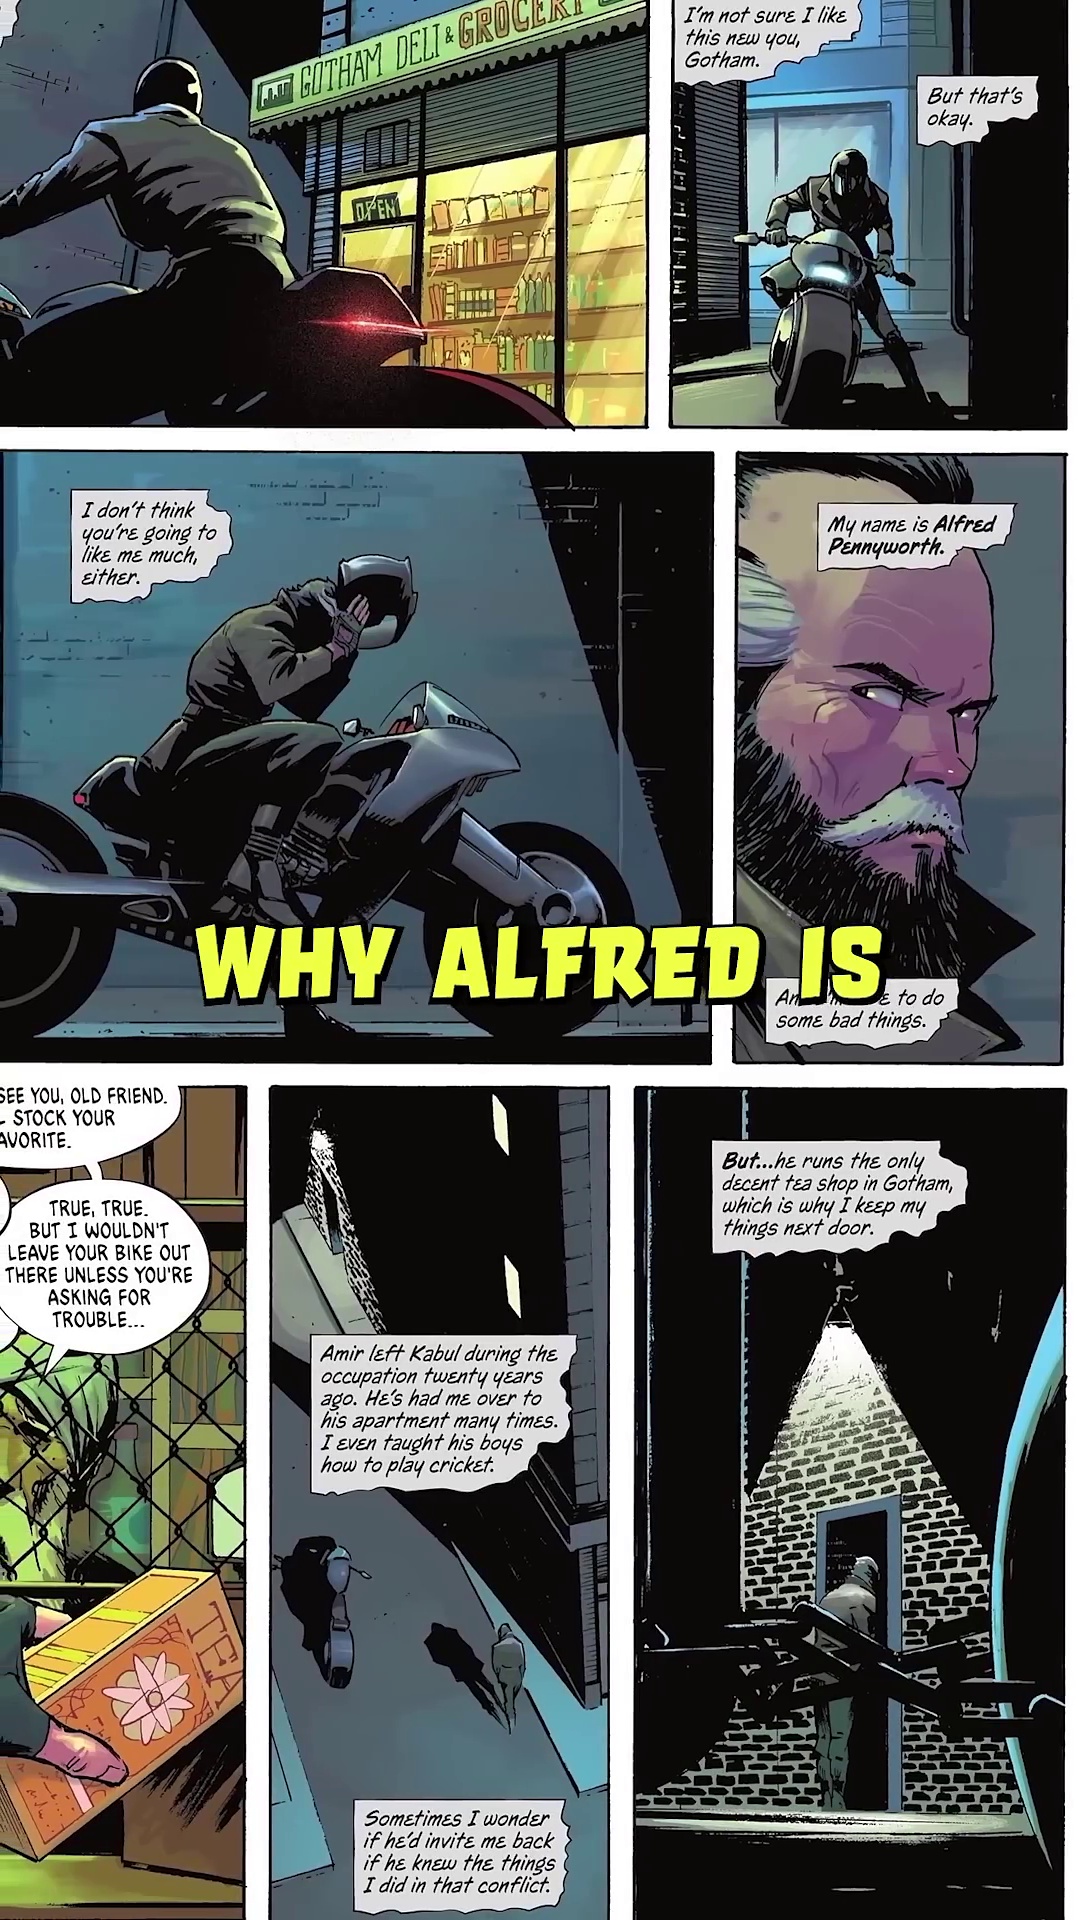 GOTHAM DELI & GROCERY
OPEN
I'm not sure I like
this new you,
Gotham.
But that's
okay.
I don't think
you're going to
like me much,
either.
My name is Alfred
Pennyworth.
WHY ALFRED IS
to do
some bad things.
SEE YOU, OLD FRIEND.
STOCK YOUR
TRUE, TRUE.
BUT I WOULDN'T
LEAVE YOUR BIKE OUT
THERE UNLESS YOU'RE
ASKING FOR
TROUBLE...
TEA
Amir left Kabul during the
occupation twenty years
ago. He's had me over to
his apartment many times.
I even taught his boys
how to play cricket.
Sometimes I wonder
if he'd invite me back
if he knew the things
I did in that conflict.
But...he runs the only
decent tea shop in Gotham,
which is why I keep my
things next door.